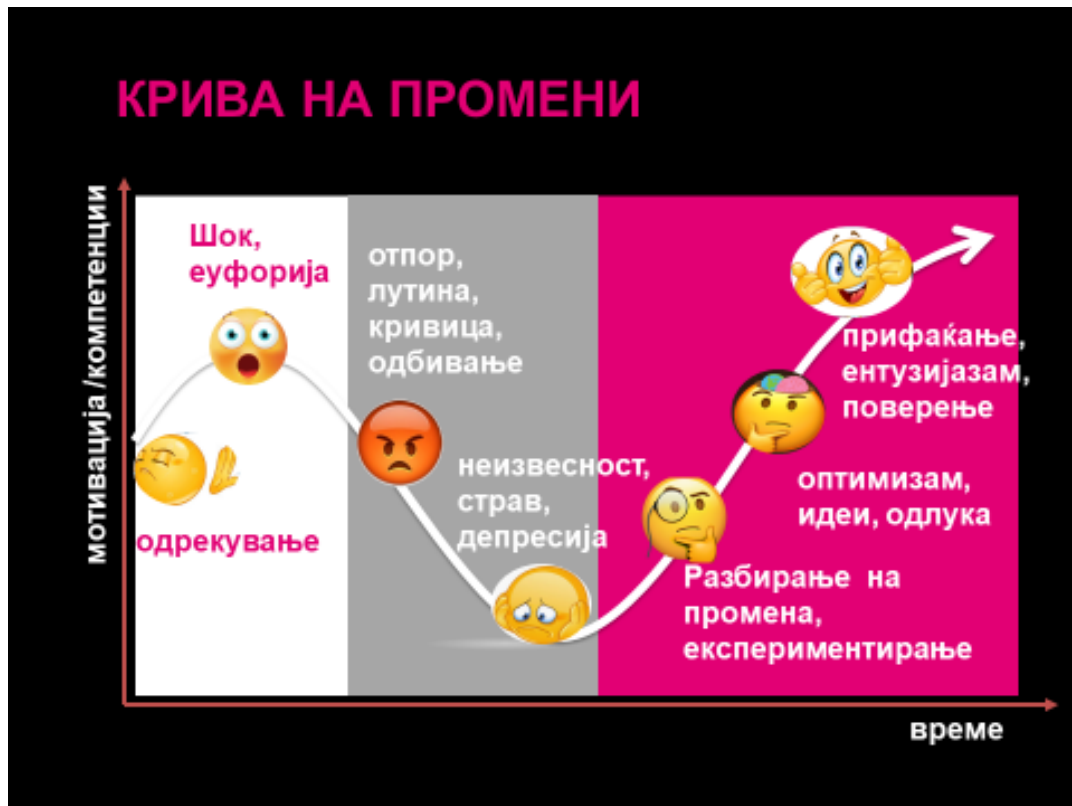 КРИВА НА ПРОМЕНИ
мотивација/компетенции
Шок,
еуфорија
одрекување
отпор,
лутина,
кривица,
одбивање
неизвесност,
страв,
депресија
Разбирање на
промена,
експериментирање
оптимизам,
идеи, одлука
прифаќање,
ентузијазам,
поверење
време